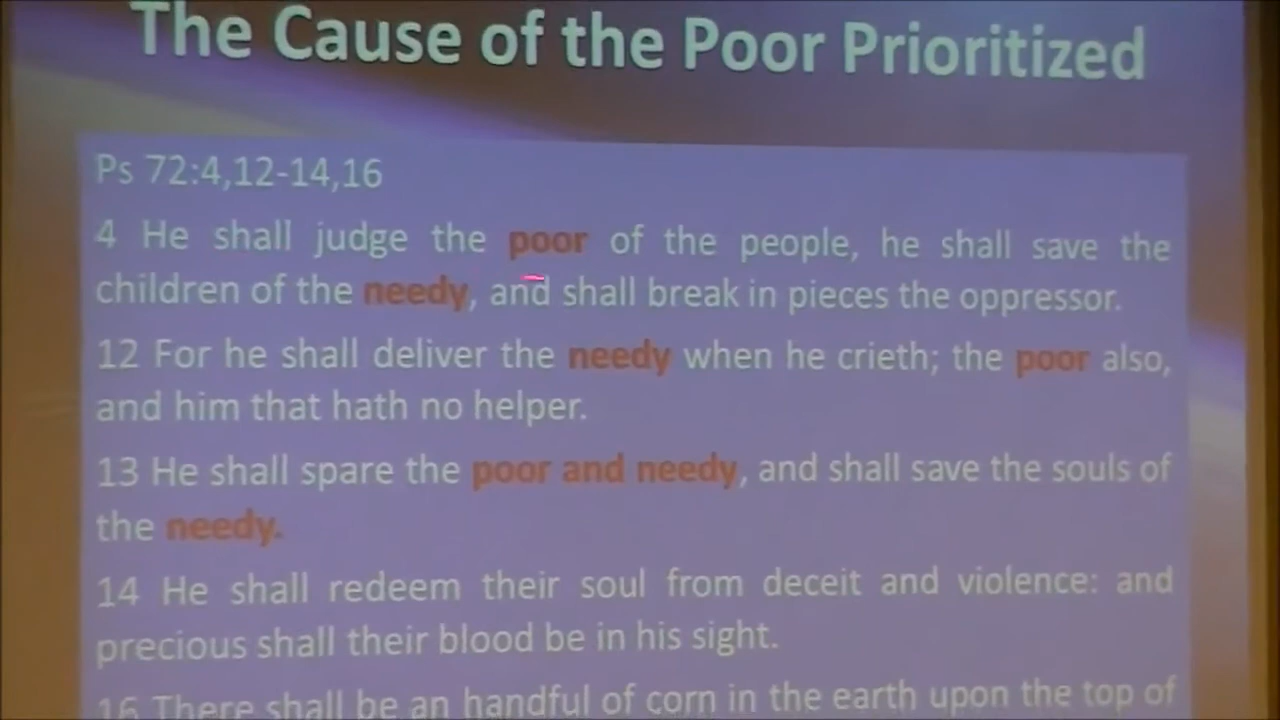 The Cause of the Poor Prioritized
Ps 72:4,12-14,16
4 He shall judge the poor of the people, he shall save the
children of the needy, and shall break in pieces the oppressor.
12 For he shall deliver the needy when he crieth; the poor also,
and him that hath no helper.
13 He shall spare the poor and needy, and shall save the souls of
the needy.
14 He shall redeem their soul from deceit and violence: and
precious shall their blood be in his sight.
16 There shall be an handful of corn in the earth upon the top of